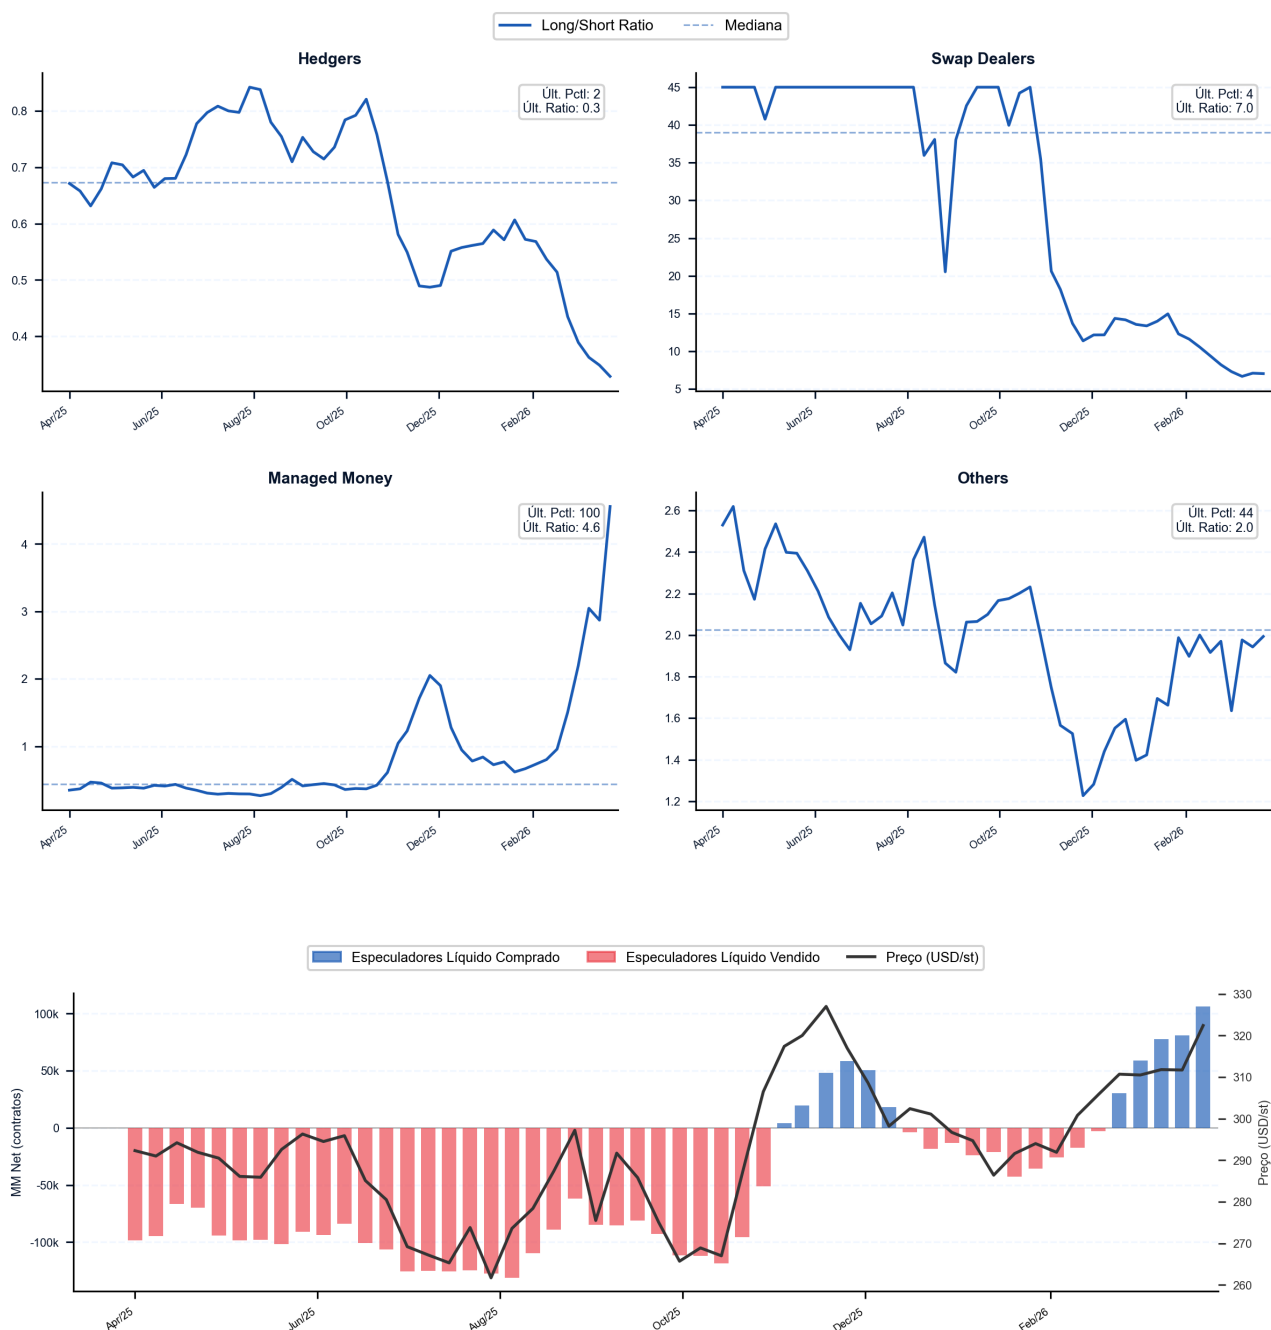 Long/Short Ratio Mediana
Hedgers
Últ. Pctl: 2
Últ. Ratio: 0.3
0.8
0.7
0.6
0.5
0.4
Apr/25 Jun/25 Aug/25 Oct/25 Dec/25 Feb/26
Swap Dealers
Últ. Pctl: 4
Últ. Ratio: 7.0
45
40
35
30
25
20
15
10
5
Apr/25 Jun/25 Aug/25 Oct/25 Dec/25 Feb/26
Managed Money
Últ. Pctl: 100
Últ. Ratio: 4.6
4
3
2
1
Apr/25 Jun/25 Aug/25 Oct/25 Dec/25 Feb/26
Others
Últ. Pctl: 44
Últ. Ratio: 2.0
2.6
2.4
2.2
2.0
1.8
1.6
1.4
1.2
Apr/25 Jun/25 Aug/25 Oct/25 Dec/25 Feb/26
Especuladores Líquido Comprado Especuladores Líquido Vendido Preço (USD/st)
MM Net (contratos)
100k
50k
0
-50k
-100k
330
320
310
300
290
280
270
260
Preço (USD/st)
Apr/25 Jun/25 Aug/25 Oct/25 Dec/25 Feb/26